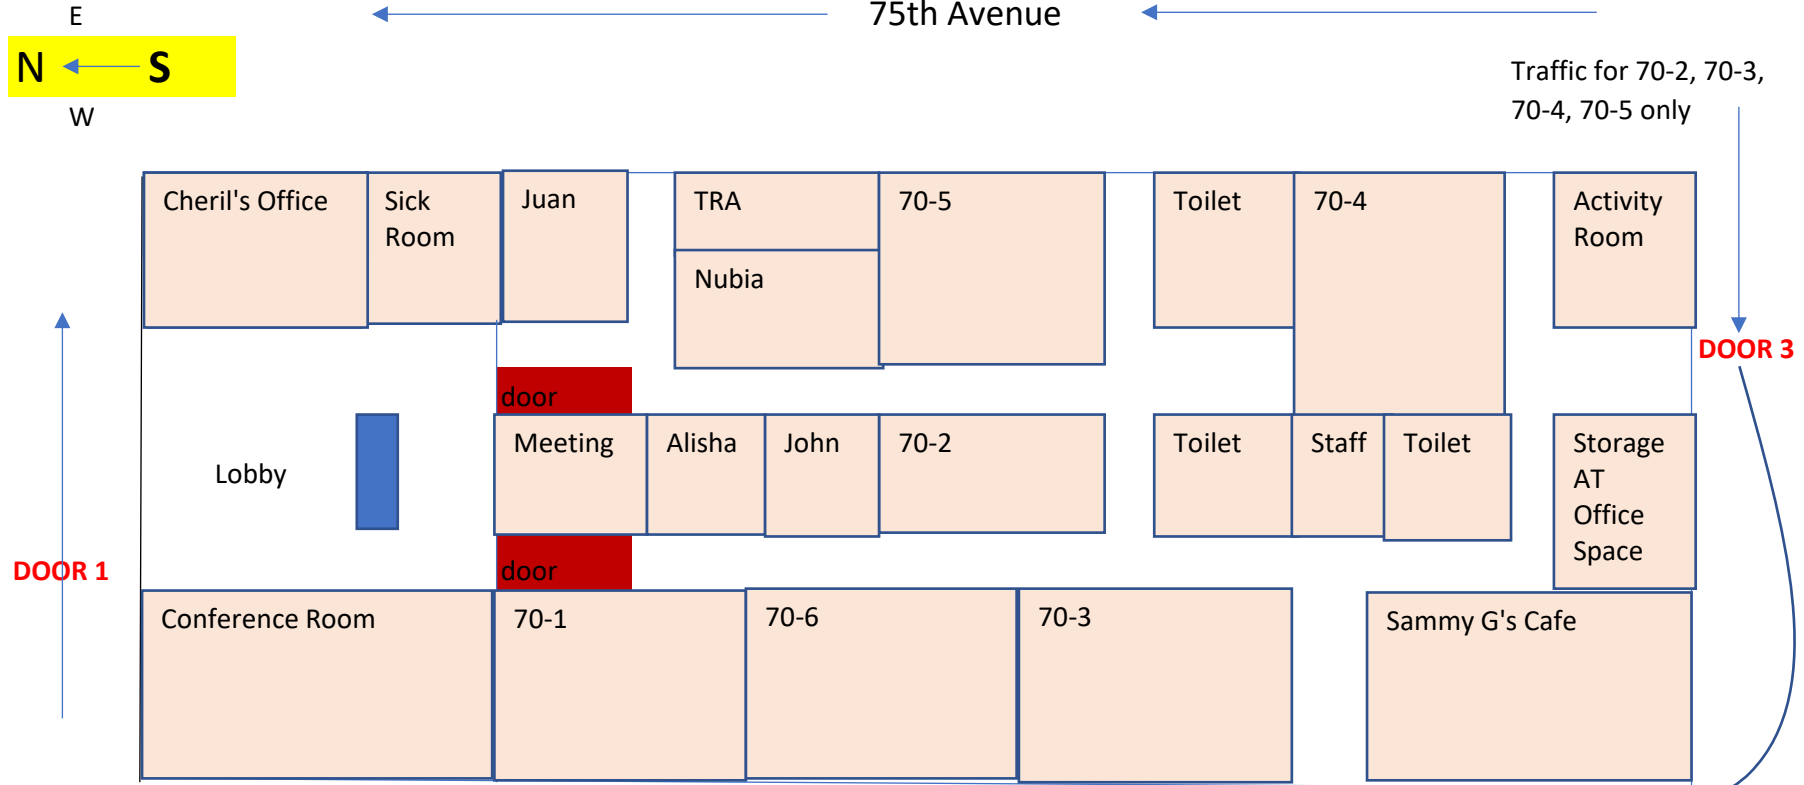 E
75th Avenue
N S
W
Traffic for 70-2, 70-3,
70-4, 70-5 only
Cheril's Office
Sick
Room
Juan
TRA
70-5
Toilet
70-4
Activity
Room
Nubia
DOOR 3
door
Meeting
Alisha
John
70-2
Toilet
Staff
Toilet
Storage
AT
Office
Space
Lobby
DOOR 1
door
Conference Room
70-1
70-6
70-3
Sammy G's Cafe